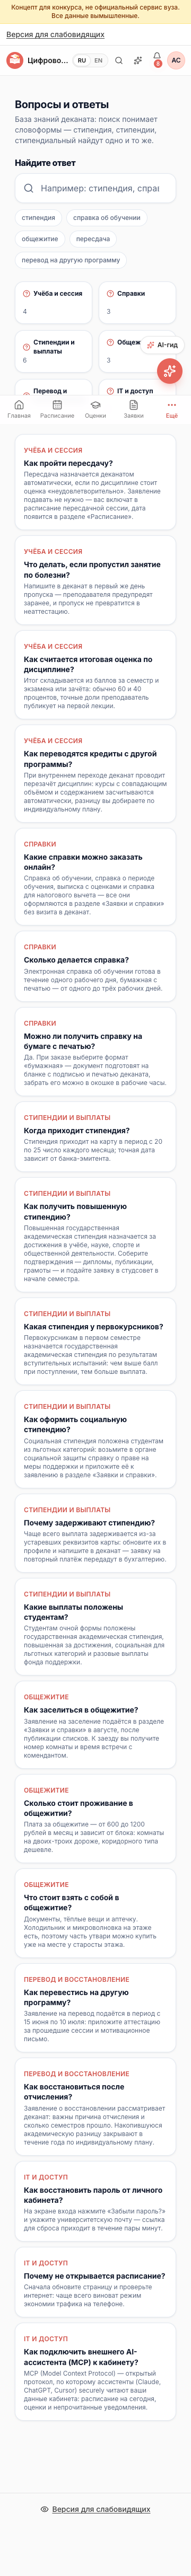 Концепт для конкурса, не официальный сервис вуза.
Все данные вымышленные.
Версия для слабовидящих
Цифрово...
RU
EN
6
АС
Вопросы и ответы
База знаний деканата: поиск понимает
словоформы — стипендия, стипендии,
стипендиальный найдут одно и то же.
Найдите ответ
Например: стипендия, справ
стипендия
справка об обучении
общежитие
пересдача
перевод на другую программу
Учёба и сессия
4
Справки
3
Стипендии и
выплаты
6
Общеж
3
AI-гид
Перевод и
IT и доступ
Главная
Расписание
Оценки
Заявки
Ещё
УЧЁБА И СЕССИЯ
Как пройти пересдачу?
Пересдача назначается деканатом
автоматически, если по дисциплине стоит
оценка «неудовлетворительно». Заявление
подавать не нужно — вас включат в
расписание пересдачной сессии, дата
появится в разделе «Расписание».
УЧЁБА И СЕССИЯ
Что делать, если пропустил занятие
по болезни?
Напишите в деканат в первый же день
пропуска — преподавателя предупредят
заранее, и пропуск не превратится в
неаттестацию.
УЧЁБА И СЕССИЯ
Как считается итоговая оценка по
дисциплине?
Итог складывается из баллов за семестр и
экзамена или зачёта: обычно 60 и 40
процентов, точные доли преподаватель
публикует на первой лекции.
УЧЁБА И СЕССИЯ
Как переводятся кредиты с другой
программы?
При внутреннем переходе деканат проводит
перезачёт дисциплин: курсы с совпадающим
объёмом и содержанием засчитываются
автоматически, разницу вы добираете по
индивидуальному плану.
СПРАВКИ
Какие справки можно заказать
онлайн?
Справка об обучении, справка о периоде
обучения, выписка с оценками и справка
для налогового вычета — все они
оформляются в разделе «Заявки и справки»
без визита в деканат.
СПРАВКИ
Сколько делается справка?
Электронная справка об обучении готова в
течение одного рабочего дня, бумажная с
печатью — от одного до трёх рабочих дней.
СПРАВКИ
Можно ли получить справку на
бумаге с печатью?
Да. При заказе выберите формат
«бумажная» — документ подготовят на
бланке с подписью и печатью деканата,
забрать его можно в окошке в рабочие часы.
СТИПЕНДИИ И ВЫПЛАТЫ
Когда приходит стипендия?
Стипендия приходит на карту в период с 20
по 25 число каждого месяца; точная дата
зависит от банка-эмитента.
СТИПЕНДИИ И ВЫПЛАТЫ
Как получить повышенную
стипендию?
Повышенная государственная
академическая стипендия назначается за
достижения в учёбе, науке, спорте и
общественной деятельности. Соберите
подтверждения — дипломы, публикации,
грамоты — и подайте заявку в студсовет в
начале семестра.
СТИПЕНДИИ И ВЫПЛАТЫ
Какая стипендия у первокурсников?
Первокурсникам в первом семестре
назначается государственная
академическая стипендия по результатам
вступительных испытаний: чем выше балл
при поступлении, тем больше выплата.
СТИПЕНДИИ И ВЫПЛАТЫ
Как оформить социальную
стипендию?
Социальная стипендия положена студентам
из льготных категорий: возьмите в органе
социальной защиты справку о праве на
меры поддержки и приложите её к
заявлению в разделе «Заявки и справки».
СТИПЕНДИИ И ВЫПЛАТЫ
Почему задерживают стипендию?
Чаще всего выплата задерживается из-за
устаревших реквизитов карты: обновите их в
профиле и напишите в деканат — заявку на
повторный платёж передадут в бухгалтерию.
СТИПЕНДИИ И ВЫПЛАТЫ
Какие выплаты положены
студентам?
Студентам очной формы положены
государственная академическая стипендия,
повышенная за достижения, социальная для
льготных категорий и разовые выплаты
фонда поддержки.
ОБЩЕЖИТИЕ
Как заселиться в общежитие?
Заявление на заселение подаётся в разделе
«Заявки и справки» в августе, после
публикации списков. К заезду вы получите
номер комнаты и время встречи с
комендантом.
ОБЩЕЖИТИЕ
Сколько стоит проживание в
общежитии?
Плата за общежитие — от 600 до 1200
рублей в месяц и зависит от блока: комнаты
на двоих-троих дороже, коридорного типа
дешевле.
ОБЩЕЖИТИЕ
Что стоит взять с собой в
общежитие?
Документы, тёплые вещи и аптечку.
Холодильник и микроволновка на этаже
есть, поэтому часть утвари можно купить
уже на месте у старосты этажа.
ПЕРЕВОД И ВОССТАНОВЛЕНИЕ
Как перевестись на другую
программу?
Заявление на перевод подаётся в период с
15 июня по 10 июля: приложите аттестацию
за прошедшие сессии и мотивационное
письмо.
ПЕРЕВОД И ВОССТАНОВЛЕНИЕ
Как восстановиться после
отчисления?
Заявление о восстановлении рассматривает
деканат: важны причина отчисления и
сколько семестров прошло. Накопившуюся
академическую разницу закрывают в
течение года по индивидуальному плану.
IT И ДОСТУП
Как восстановить пароль от личного
кабинета?
На экране входа нажмите «Забыли пароль?»
и укажите университетскую почту — ссылка
для сброса приходит в течение пары минут.
IT И ДОСТУП
Почему не открывается расписание?
Сначала обновите страницу и проверьте
интернет: чаще всего виноват режим
экономии трафика на телефоне.
IT И ДОСТУП
Как подключить внешнего AI-
ассистента (MCP) к кабинету?
MCP (Model Context Protocol) — открытый
протокол, по которому ассистенты (Claude,
ChatGPT, Cursor) securely читают ваши
данные кабинета: расписание на сегодня,
оценки и непрочитанные уведомления.
Версия для слабовидящих